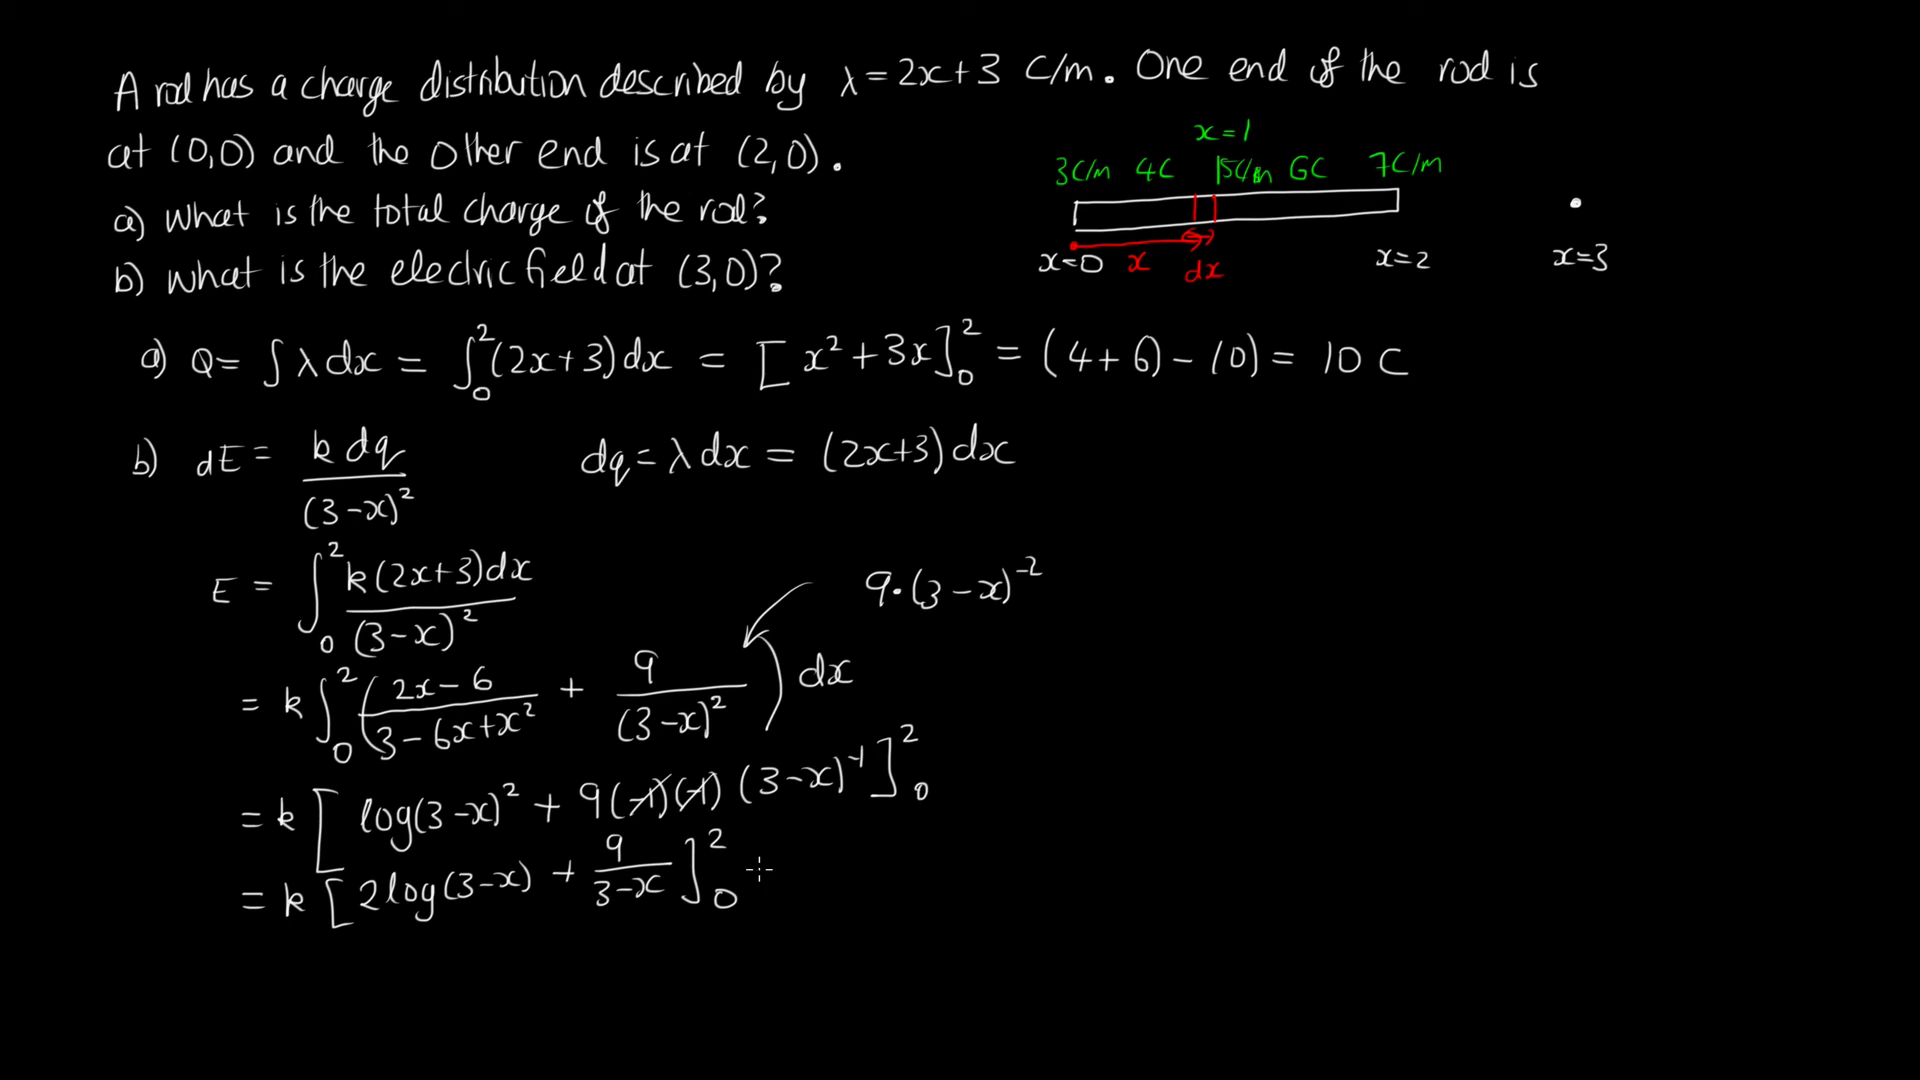 A rod has a charge distribution described by λ = 2x + 3 C/m. One end of the rod is
at (0,0) and the other end is at (2,0).
x = 1
3C/m 4C 5C/m 6C 7C/m
a) What is the total charge of the rod?
b) What is the electric field at (3,0)?
x=0 x dx x=2 x=3
a) Q = ∫ λ dx = ∫₀² (2x+3) dx = [x² + 3x]₀² = (4+6) - (0) = 10 C
b) dE = k dq / (3-x)² dq = λ dx = (2x+3) dx
E = ∫₀² k(2x+3)dx / (3-x)² 9·(3-x)⁻²
= k ∫₀² ( (2x-6) / (3-6x+x²) + 9 / (3-x)² ) dx
= k [ log(3-x)² + 9(-1)(-1)(3-x)⁻¹ ]₀²
= k [ 2log(3-x) + 9 / (3-x) ]₀²